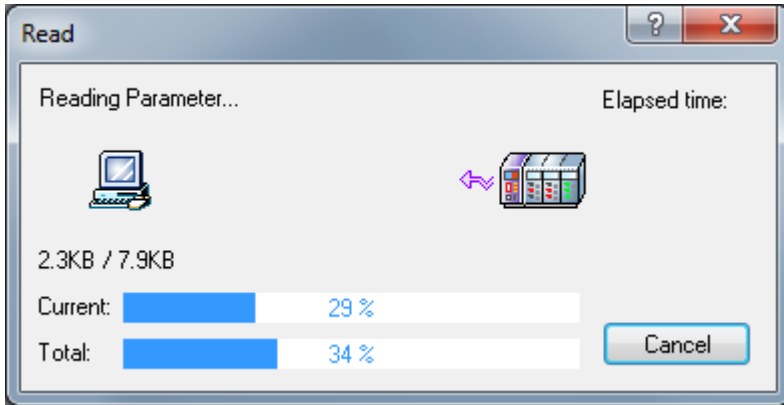 Read
?
X
Reading Parameter...
Elapsed time:
2.3KB / 7.9KB
Current: 29 %
Total: 34 %
Cancel